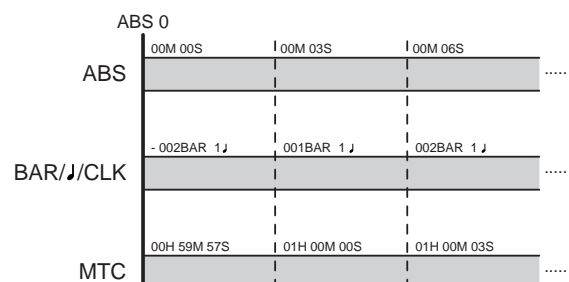 ABS 0
00M 00S 00M 03S 00M 06S
ABS .....
- 002BAR 1♩ 001BAR 1♩ 002BAR 1♩
BAR/♩/CLK .....
00H 59M 57S 01H 00M 00S 01H 00M 03S
MTC .....